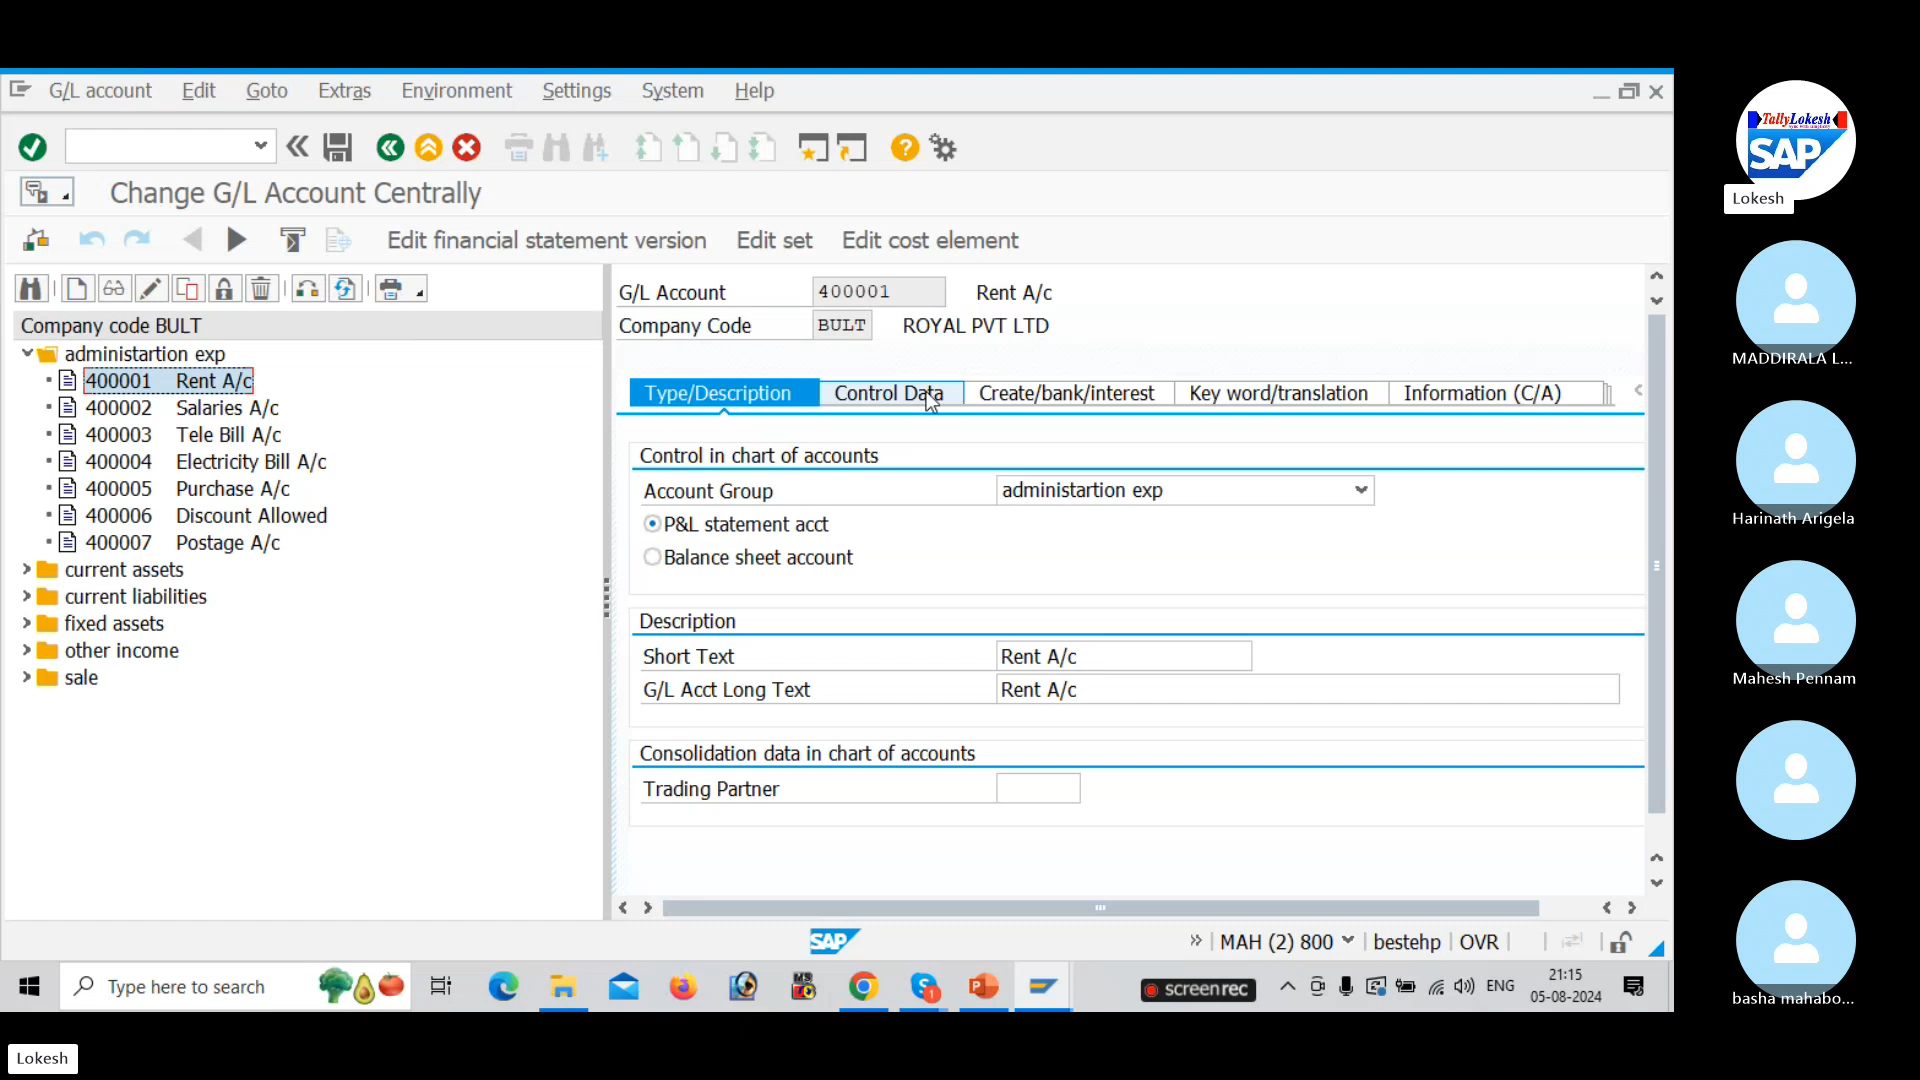 G/L account Edit Goto Extras Environment Settings System Help
Change G/L Account Centrally
Edit financial statement version Edit set Edit cost element
Company code BULT
administartion exp
400001 Rent A/c
400002 Salaries A/c
400003 Tele Bill A/c
400004 Electricity Bill A/c
400005 Purchase A/c
400006 Discount Allowed
400007 Postage A/c
current assets
current liabilities
fixed assets
other income
sale
G/L Account 400001 Rent A/c
Company Code BULT ROYAL PVT LTD
Type/Description Control Data Create/bank/interest Key word/translation Information (C/A)
Control in chart of accounts
Account Group administartion exp
P&L statement acct
Balance sheet account
Description
Short Text Rent A/c
G/L Acct Long Text Rent A/c
Consolidation data in chart of accounts
Trading Partner
SAP MAH (2) 800 bestehp OVR
Type here to search
screenrec
ENG
21:15
05-08-2024
TallyLokesh
SAP
Lokesh
MADDIRALA L...
Harinath Arigela
Mahesh Pennam
basha mahabo...
Lokesh